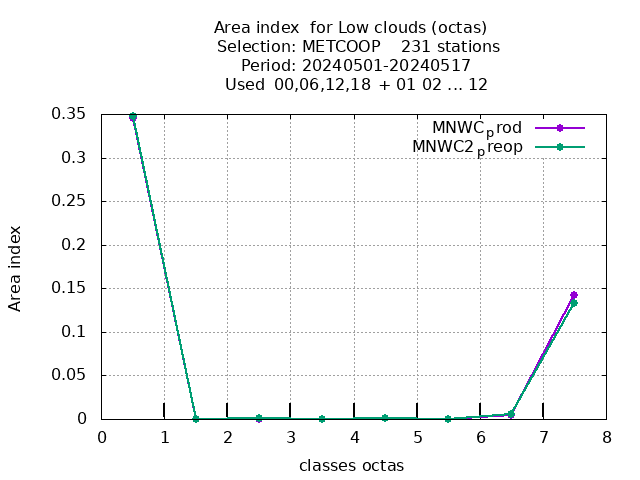 Area index  for Low clouds (octas)
Selection: METCOOP    231 stations
Period: 20240501-20240517
Used  00,06,12,18 + 01 02 ... 12
0.35
0.3
0.25
0.2
0.15
0.1
0.05
0
MNWC_prod
MNWC2_preop
Area index
0 1 2 3 4 5 6 7 8
classes octas